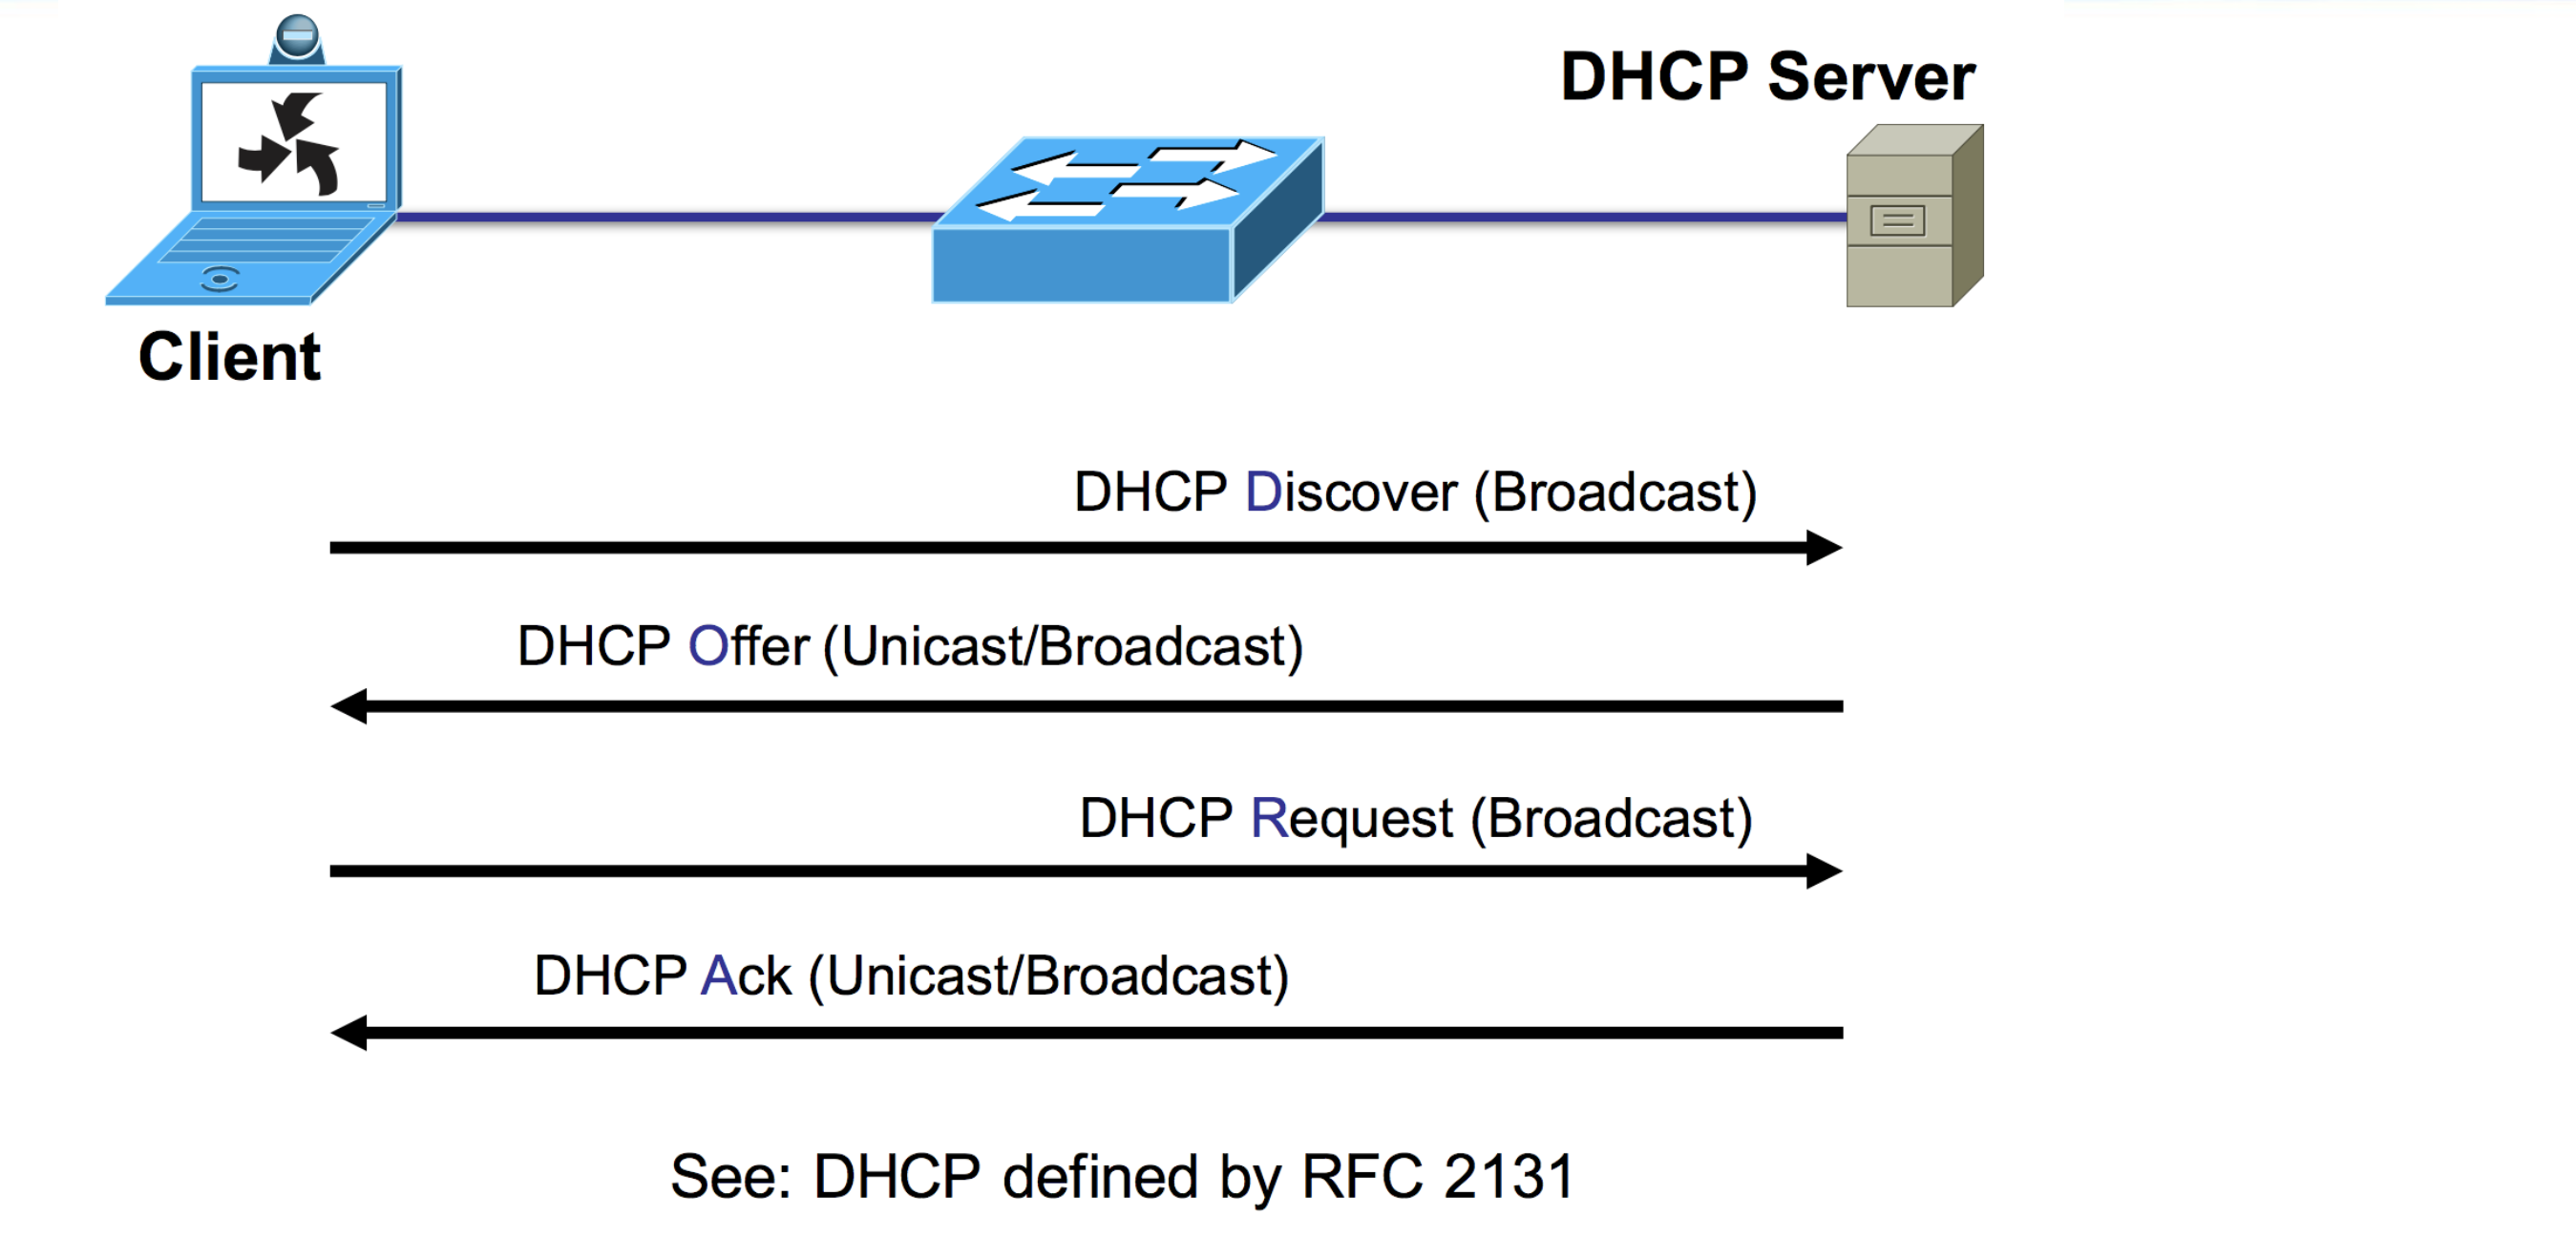 DHCP Server
Client
DHCP Discover (Broadcast)
DHCP Offer (Unicast/Broadcast)
DHCP Request (Broadcast)
DHCP Ack (Unicast/Broadcast)
See: DHCP defined by RFC 2131